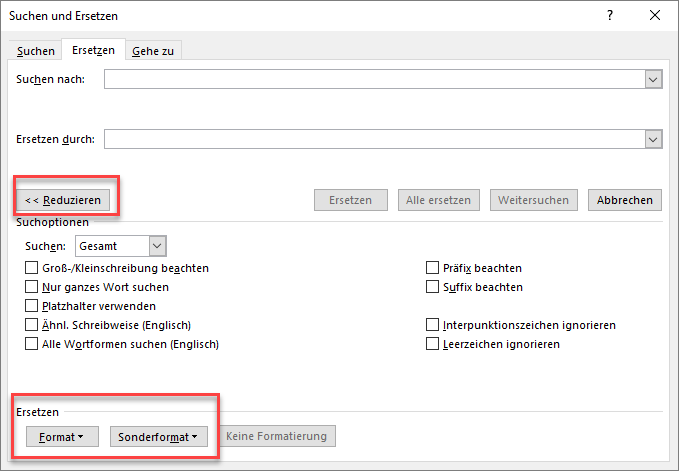 Suchen und Ersetzen ? ×
Suchen Ersetzen Gehe zu
Suchen nach:
Ersetzen durch:
<< Reduzieren Ersetzen Alle ersetzen Weitersuchen Abbrechen
Suchoptionen
Suchen: Gesamt
Groß-/Kleinschreibung beachten Präfix beachten
Nur ganzes Wort suchen Suffix beachten
Platzhalter verwenden
Ähnl. Schreibweise (Englisch) Interpunktionszeichen ignorieren
Alle Wortformen suchen (Englisch) Leerzeichen ignorieren
Ersetzen
Format Sonderformat Keine Formatierung